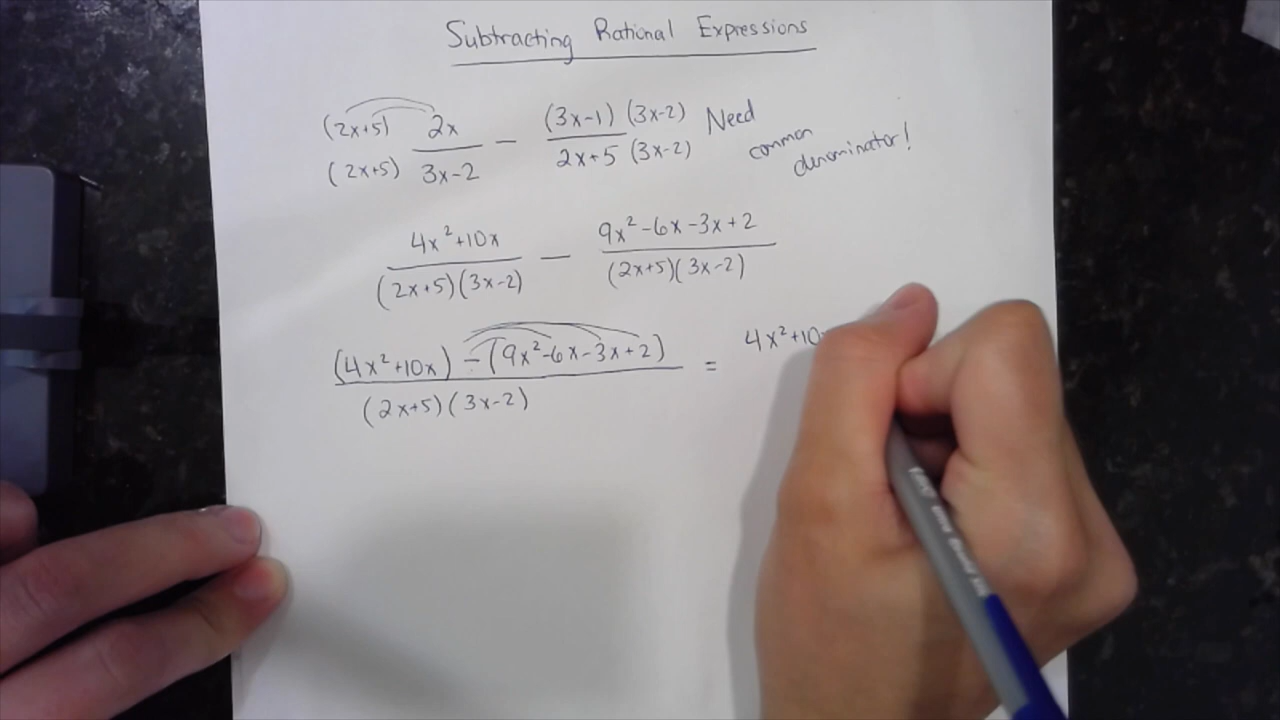 Subtracting Rational Expressions
(2x+5) 2x — (3x-1) (3x-2) Need
(2x+5) 3x-2 2x+5 (3x-2) common
denominator!
4x²+10x — 9x²-6x-3x+2
(2x+5)(3x-2) (2x+5)(3x-2)
(4x²+10x) -(9x²-6x-3x+2) = 4x²+10
(2x+5)(3x-2)